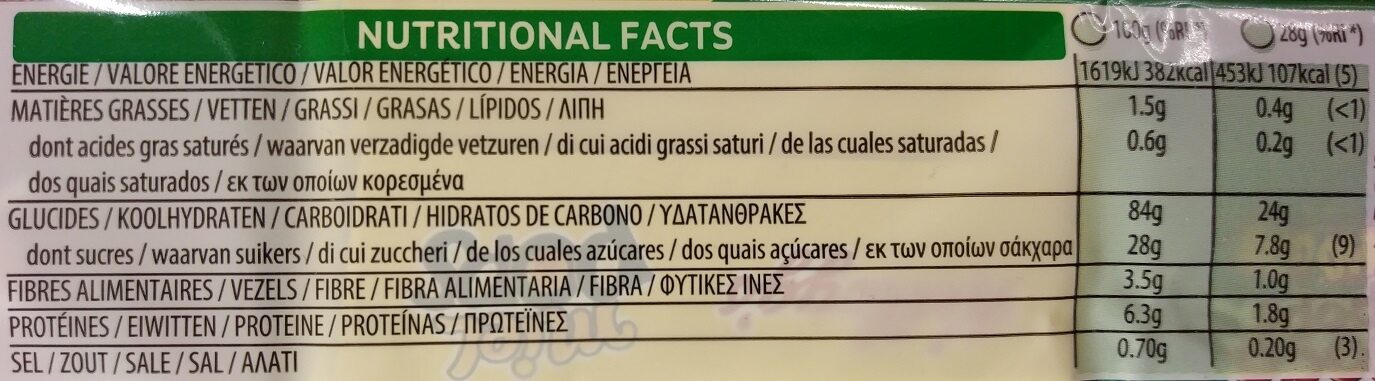 NUTRITIONAL FACTS 100g (%RI*) 28g (%RI*)
ENERGIE / VALORE ENERGETICO / VALOR ENERGÉTICO / ENERGIA / ΕΝΕΡΓΕΙΑ 1619kJ 382kcal 453kJ 107kcal (5)
MATIÈRES GRASSES / VETTEN / GRASSI / GRASAS / LÍPIDOS / ΛΙΠΗ 1.5g 0.4g (<1)
dont acides gras saturés / waarvan verzadigde vetzuren / di cui acidi grassi saturi / de las cuales saturadas / 0.6g 0.2g (<1)
dos quais saturados / εκ των οποίων κορεσμένα
GLUCIDES / KOOLHYDRATEN / CARBOIDRATI / HIDRATOS DE CARBONO / ΥΔΑΤΑΝΘΡΑΚΕΣ 84g 24g
dont sucres / waarvan suikers / di cui zuccheri / de los cuales azúcares / dos quais açúcares / εκ των οποίων σάκχαρα 28g 7.8g (9)
FIBRES ALIMENTAIRES / VEZELS / FIBRE / FIBRA ALIMENTARIA / FIBRA / ΦΥΤΙΚΕΣ ΙΝΕΣ 3.5g 1.0g
PROTÉINES / EIWITTEN / PROTEINE / PROTEÍNAS / ΠΡΩΤΕΪΝΕΣ 6.3g 1.8g
SEL / ZOUT / SALE / SAL / ΑΛΑΤΙ 0.70g 0.20g (3).